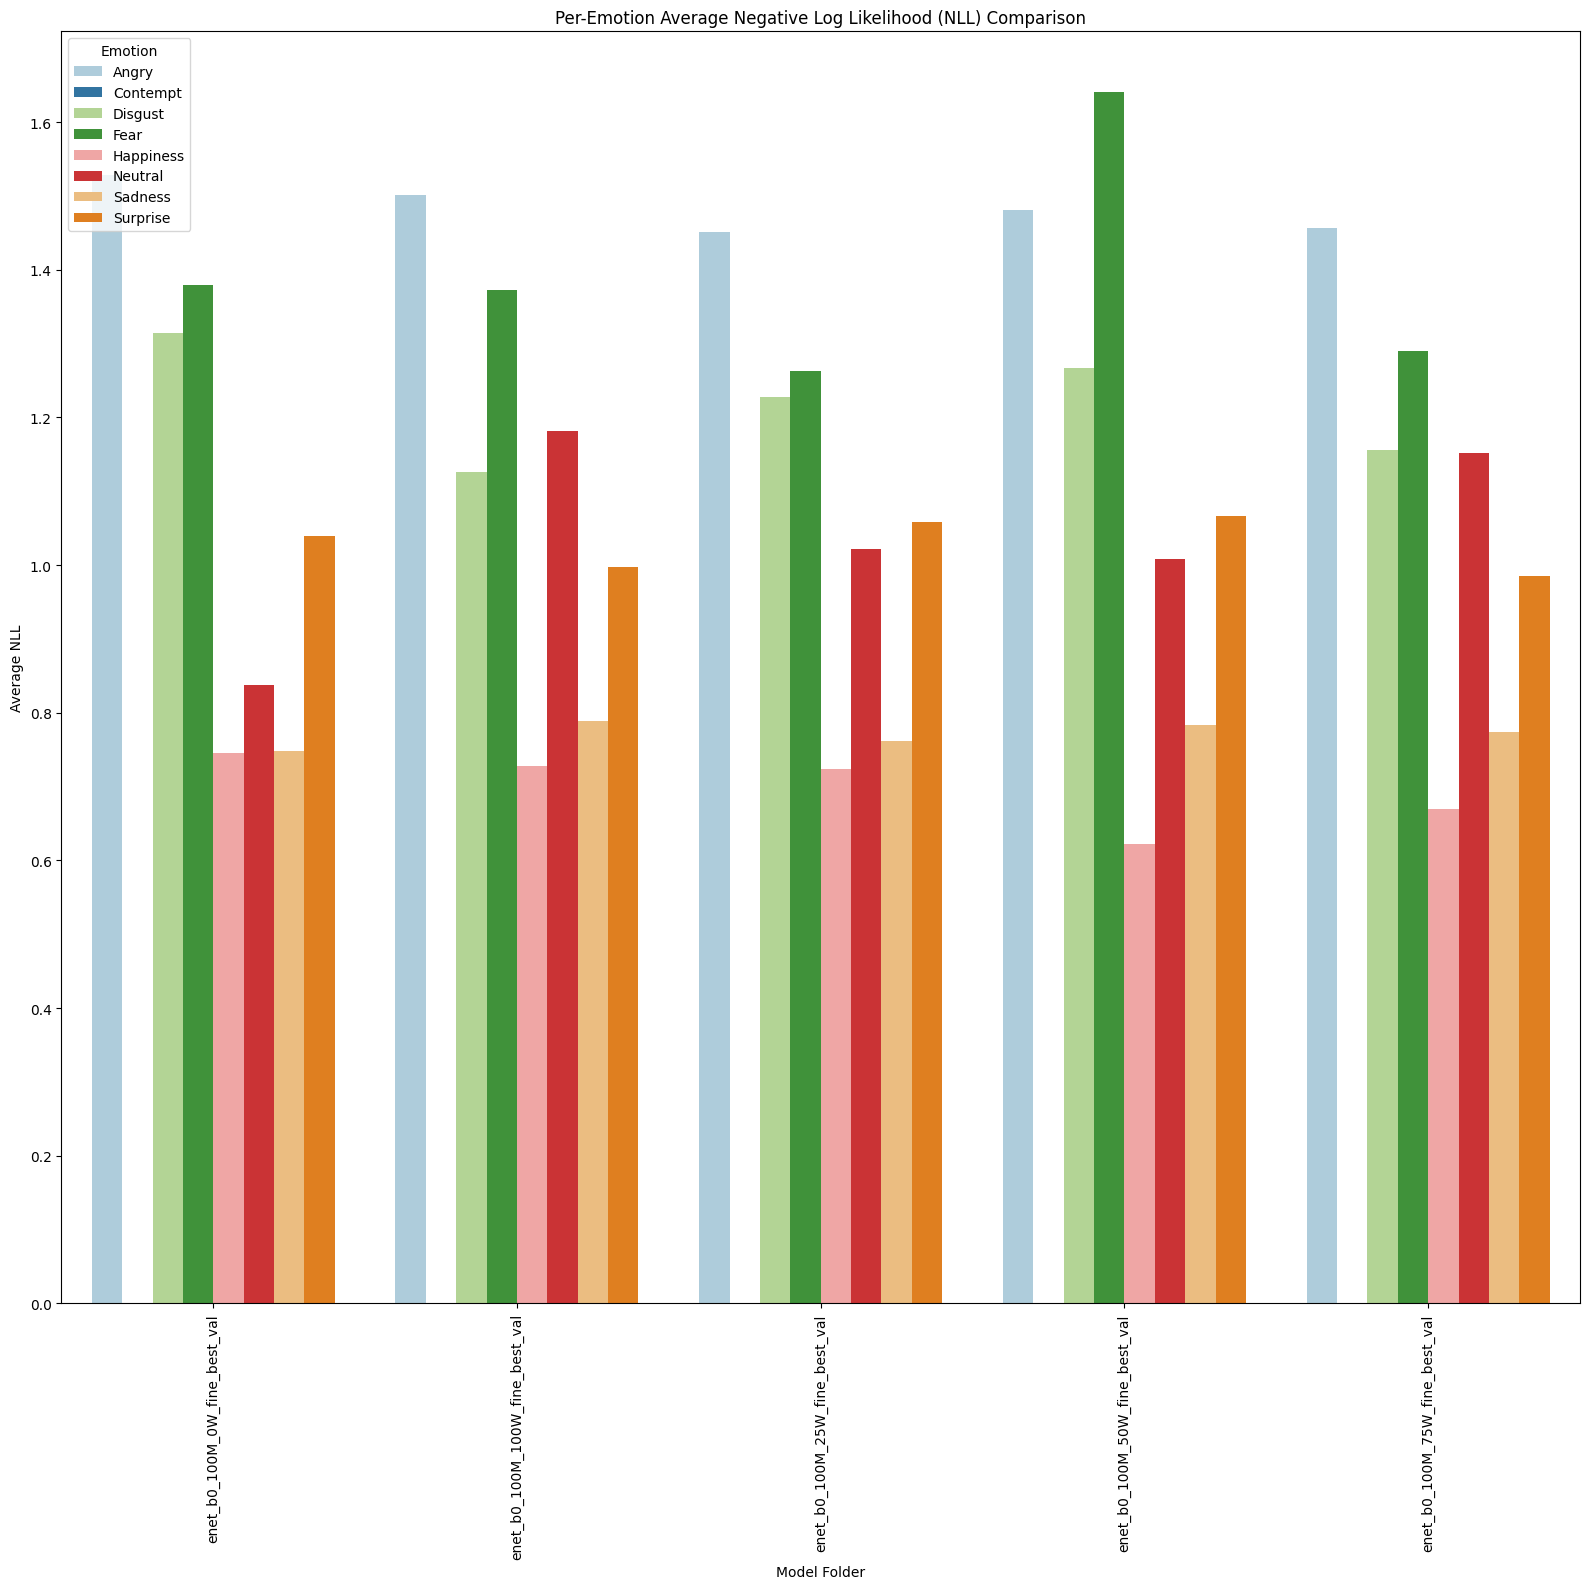 Per-Emotion Average Negative Log Likelihood (NLL) Comparison
Emotion
Angry
Contempt
Disgust
Fear
Happiness
Neutral
Sadness
Surprise
Average NLL
1.6
1.4
1.2
1.0
0.8
0.6
0.4
0.2
0.0
enet_b0_100M_0W_fine_best_val
enet_b0_100M_100W_fine_best_val
enet_b0_100M_25W_fine_best_val
enet_b0_100M_50W_fine_best_val
enet_b0_100M_75W_fine_best_val
Model Folder